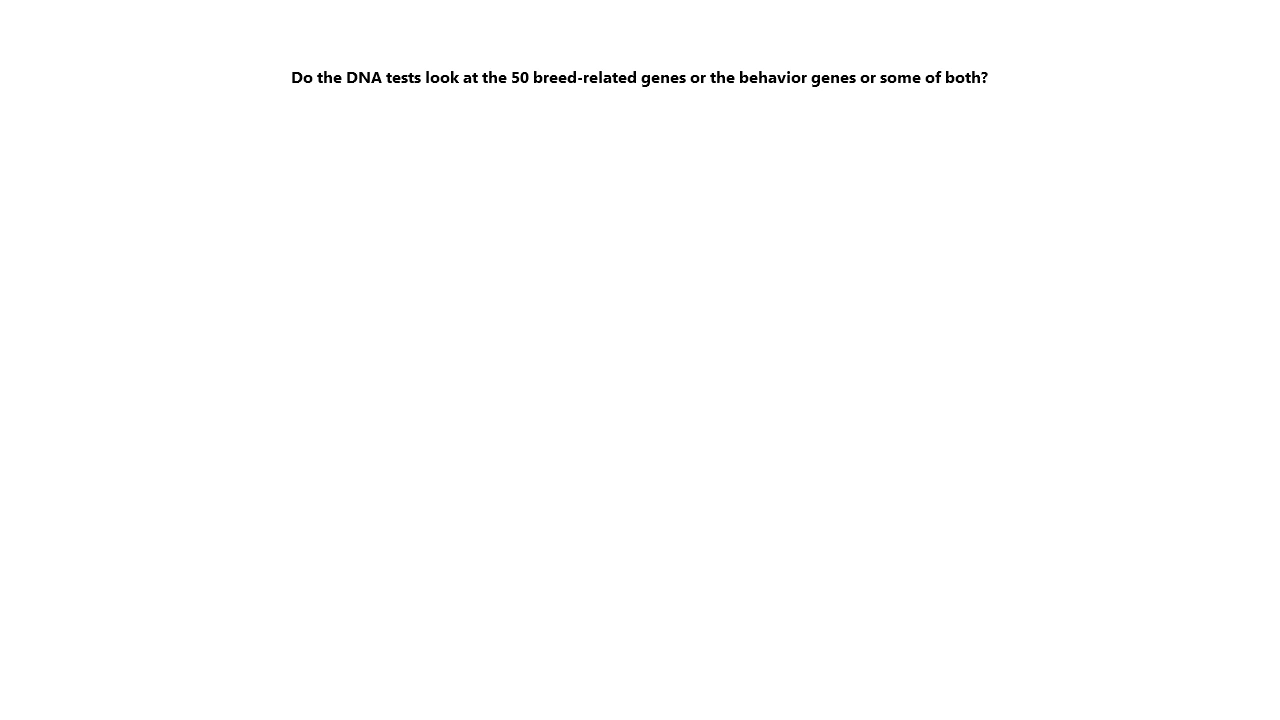 Do the DNA tests look at the 50 breed-related genes or the behavior genes or some of both?